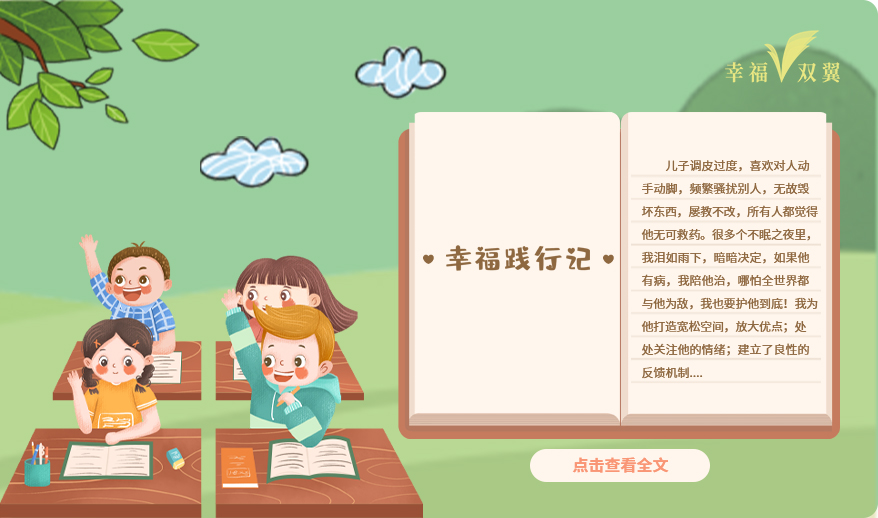 幸福双翼
幸福践行记
儿子调皮过度，喜欢对人动
手动脚，频繁骚扰别人，无故毁
坏东西，屡教不改，所有人都觉得
他无可救药。很多个不眠之夜里，
我泪如雨下，暗暗决定，如果他
有病，我陪他治，哪怕全世界都
与他为敌，我也要护他到底！我为
他打造宽松空间，放大优点；处
处关注他的情绪；建立了良性的
反馈机制....
点击查看全文